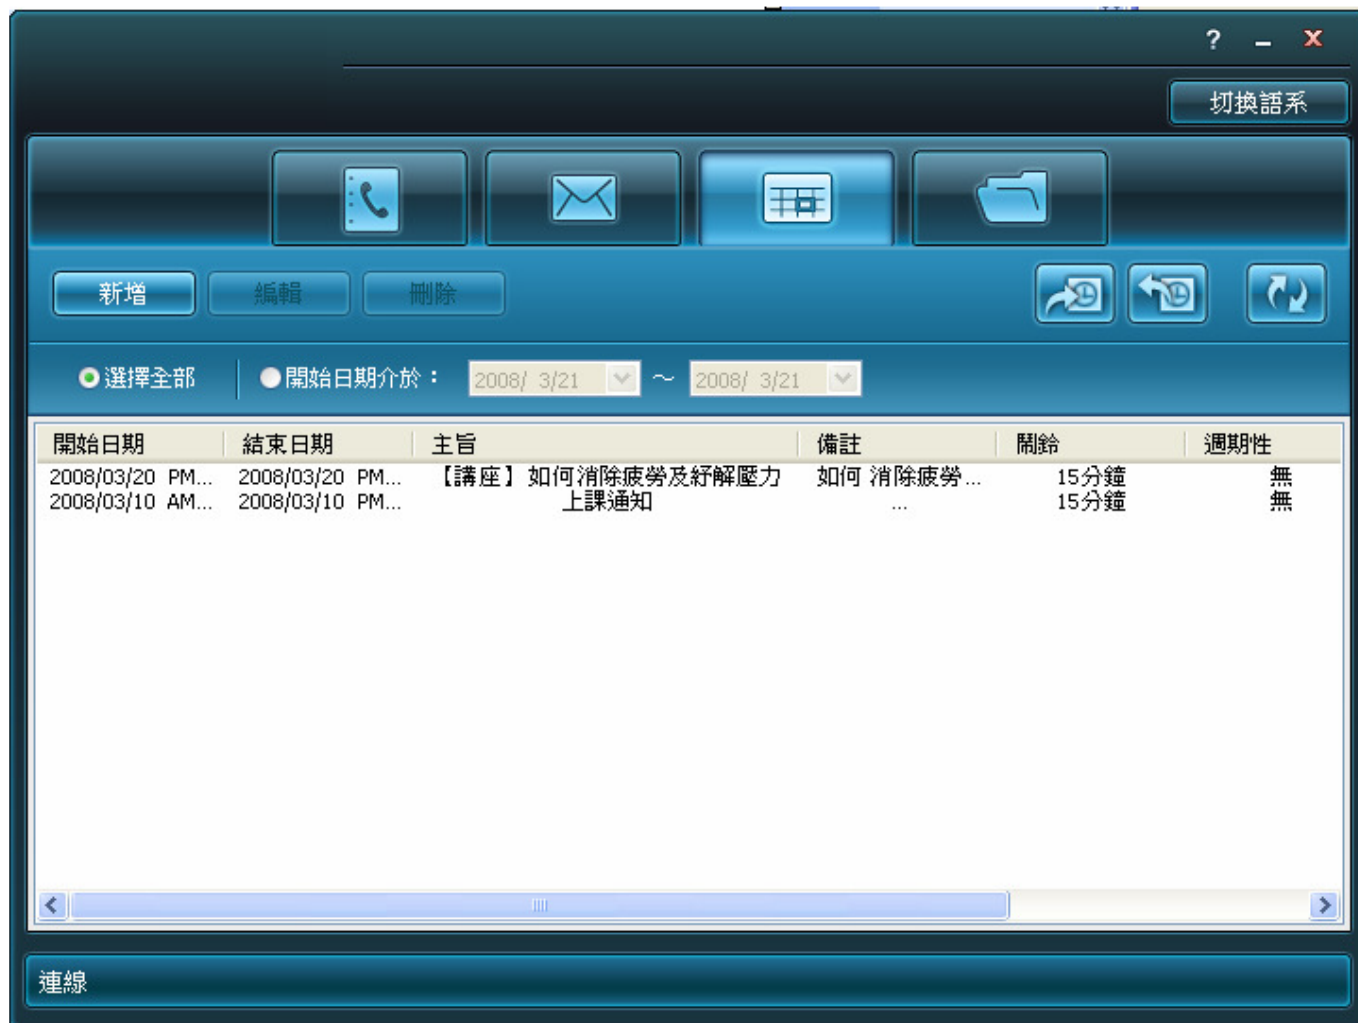 ?
切換語系
新增 編輯 刪除
選擇全部 開始日期介於： 2008/ 3/21 ～ 2008/ 3/21
開始日期 結束日期 主旨 備註 鬧鈴 週期性
2008/03/20 PM... 2008/03/20 PM... 【講座】如何消除疲勞及紓解壓力 如何 消除疲勞... 15分鐘 無
2008/03/10 AM... 2008/03/10 PM... 上課通知 ... 15分鐘 無
連線